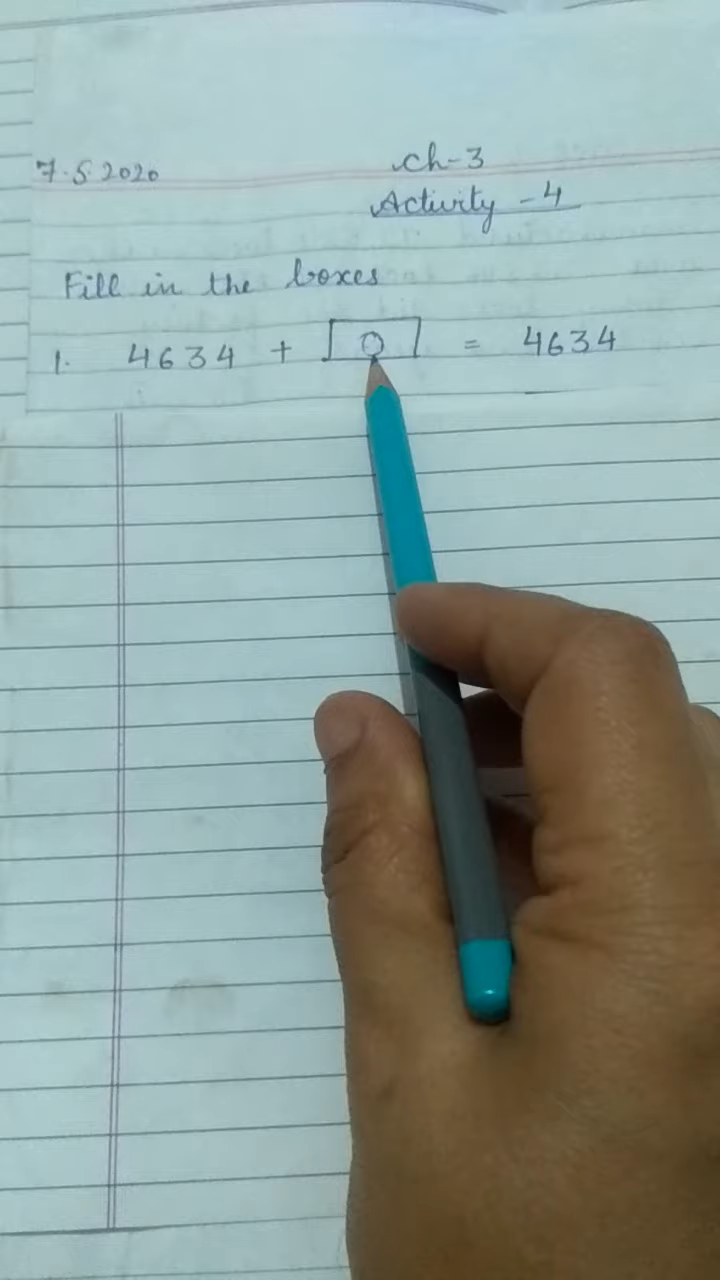 7.5.2020
Ch-3
Activity - 4
Fill in the boxes
1. 4634 + 0 = 4634